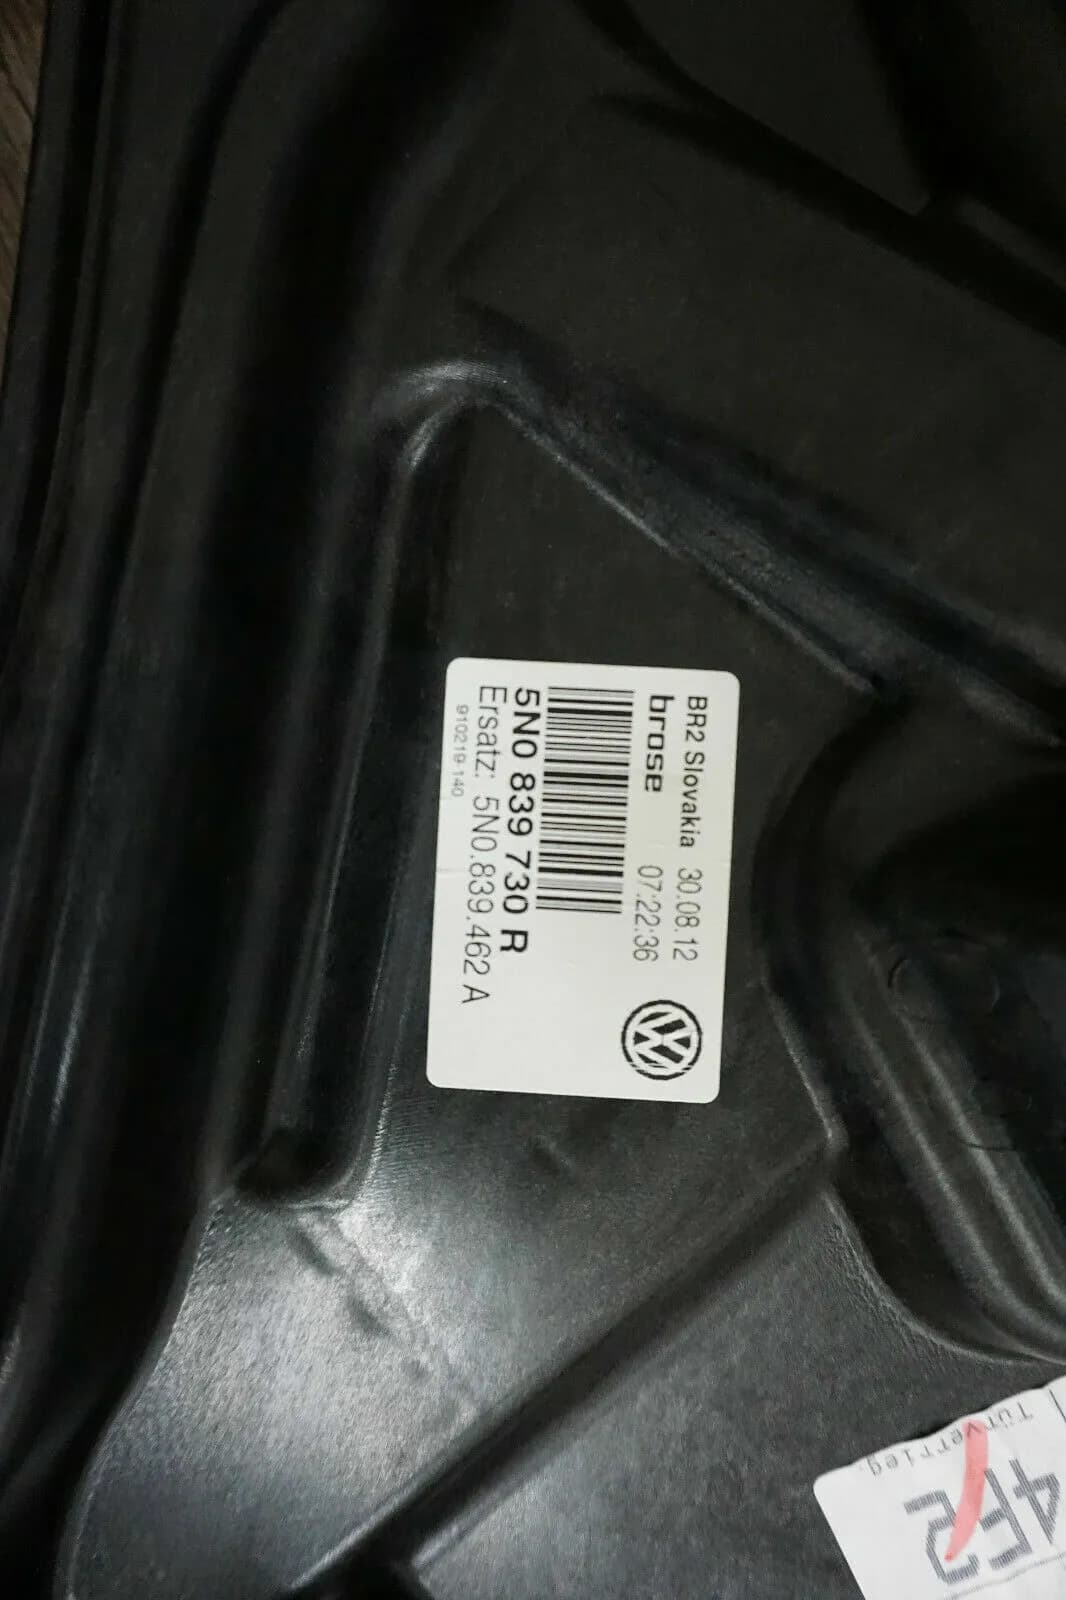 BR2 Slovakia 30.08.12
brose 07:22:36
5N0 839 730 R
Ersatz: 5N0.839.462 A
910219-140
Türverrieg.
4F2